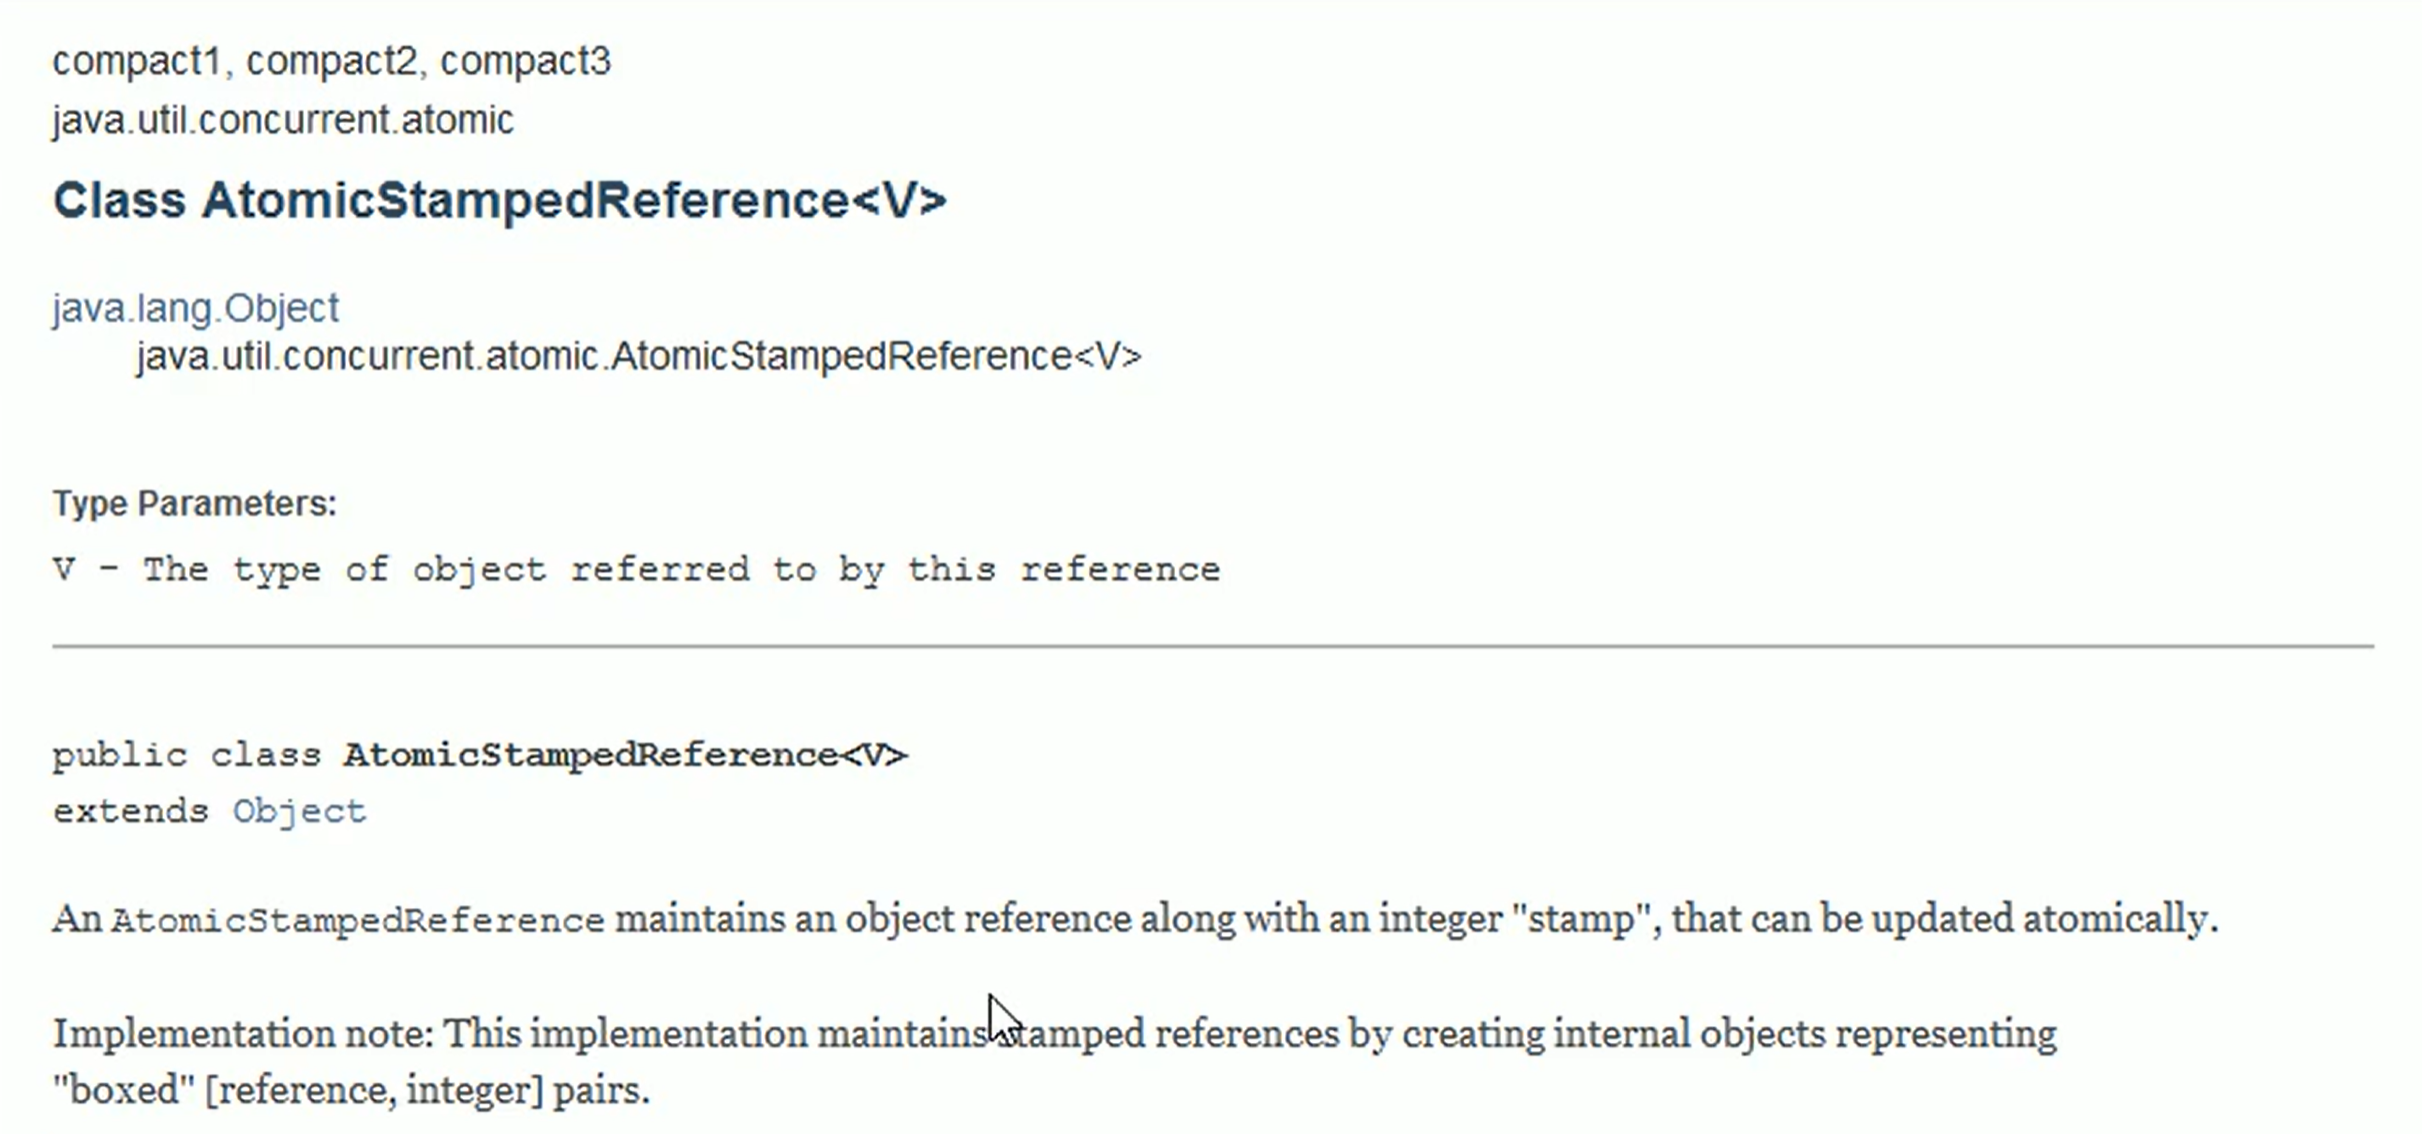 compact1, compact2, compact3
java.util.concurrent.atomic
Class AtomicStampedReference<V>
java.lang.Object
java.util.concurrent.atomic.AtomicStampedReference<V>
Type Parameters:
V - The type of object referred to by this reference
public class AtomicStampedReference<V>
extends Object
An AtomicStampedReference maintains an object reference along with an integer "stamp", that can be updated atomically.
Implementation note: This implementation maintains stamped references by creating internal objects representing
"boxed" [reference, integer] pairs.